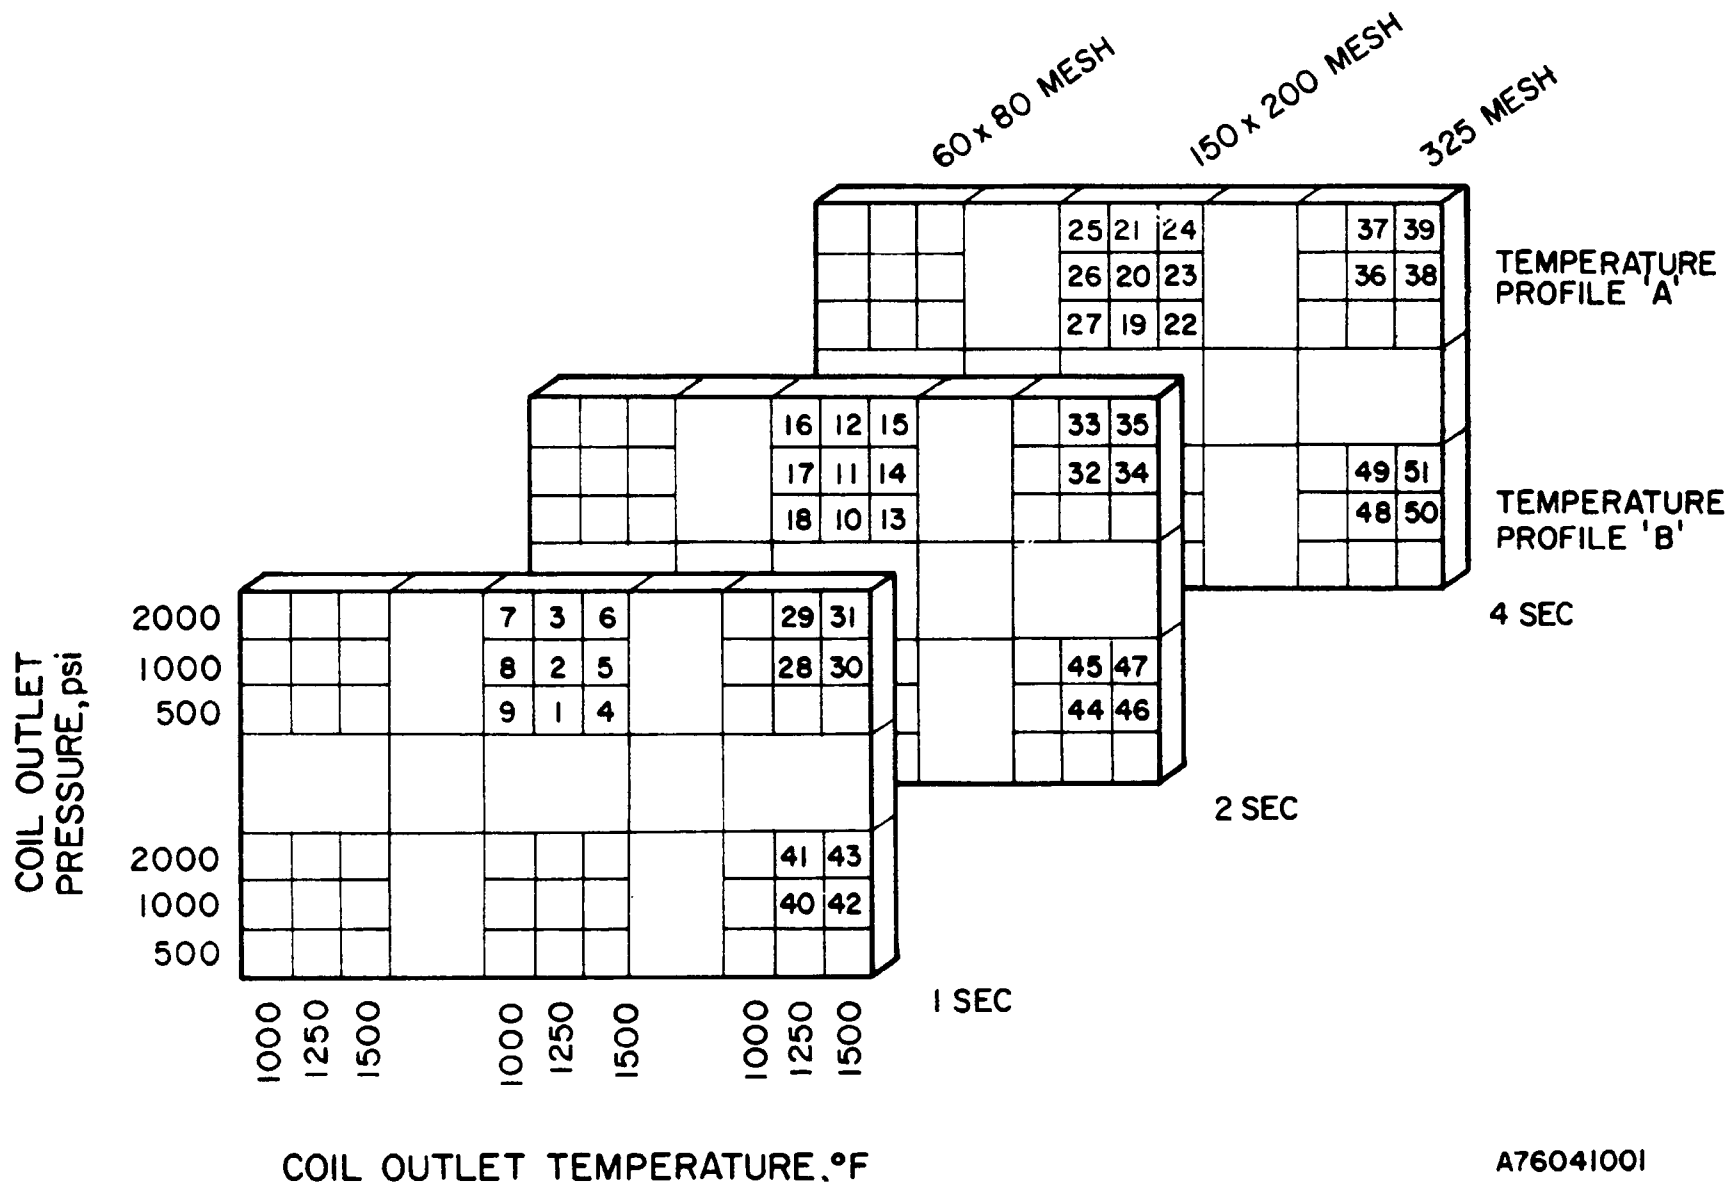 60 x 80 MESH
150 x 200 MESH
325 MESH
25 21 24 37 39
26 20 23 36 38
27 19 22
TEMPERATURE
PROFILE 'A'
16 12 15 33 35
17 11 14 32 34
18 10 13
49 51
48 50
TEMPERATURE
PROFILE 'B'
4 SEC
2000 7 3 6 29 31
1000 8 2 5 28 30
500 9 1 4
45 47
44 46
2 SEC
COIL OUTLET
PRESSURE, psi
2000 41 43
1000 40 42
500
1 SEC
1000 1250 1500 1000 1250 1500 1000 1250 1500
COIL OUTLET TEMPERATURE, °F
A76041001